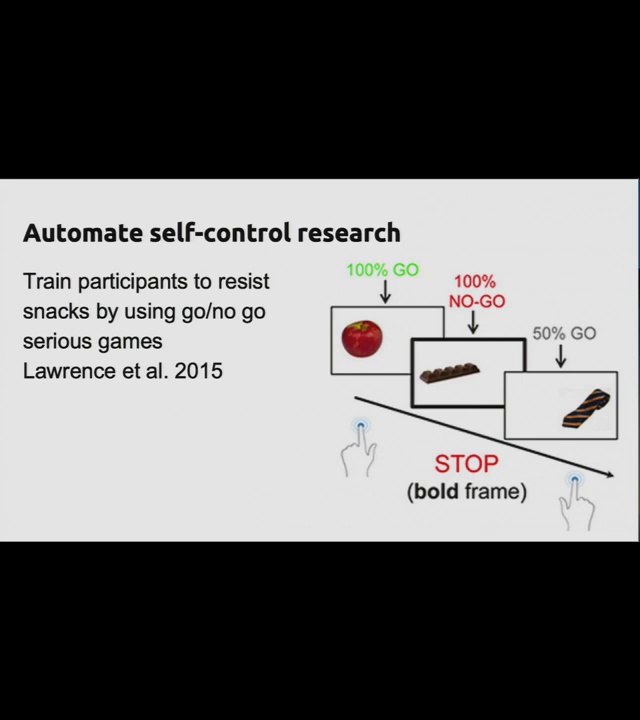 Automate self-control research
Train participants to resist
snacks by using go/no go
serious games
Lawrence et al. 2015
100% GO
100%
NO-GO
50% GO
STOP
(bold frame)